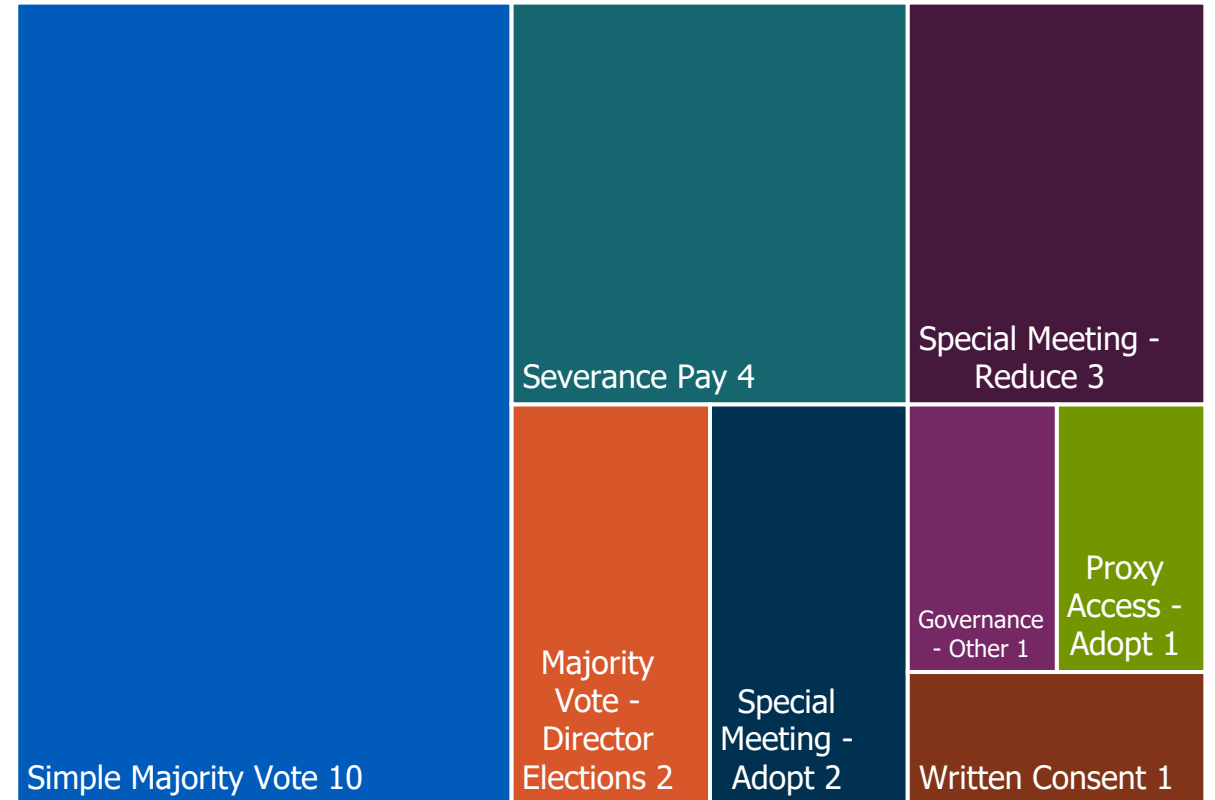 Simple Majority Vote 10
Severance Pay 4
Special Meeting -
Reduce 3
Majority
Vote -
Director
Elections 2
Special
Meeting -
Adopt 2
Governance
- Other 1
Proxy
Access -
Adopt 1
Written Consent 1